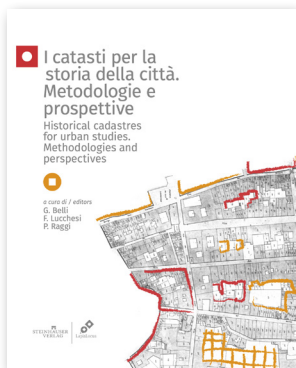 I catasti per la
storia della città.
Metodologie e
prospettive
Historical cadastres
for urban studies.
Methodologies and
perspectives
a cura di / editors
G. Belli
F. Lucchesi
P. Raggi
STEINHÄUSER
VERLAG